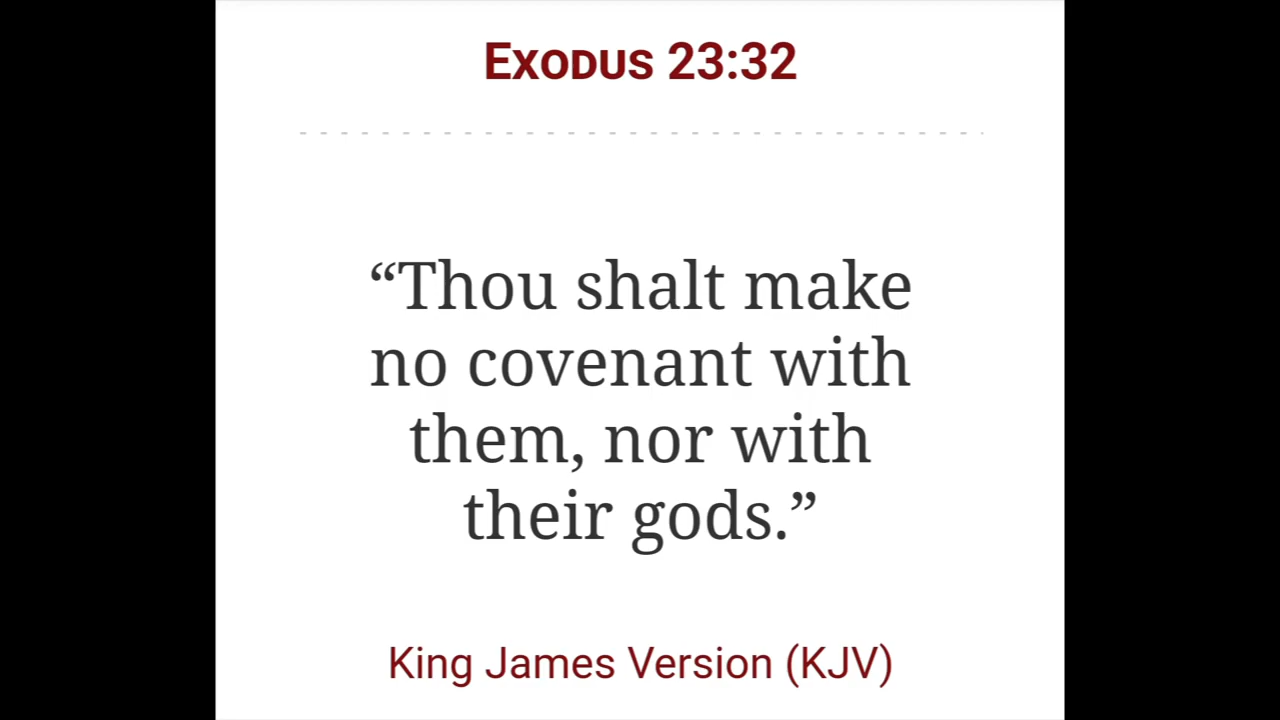 Exodus 23:32
“Thou shalt make
no covenant with
them, nor with
their gods.”
King James Version (KJV)